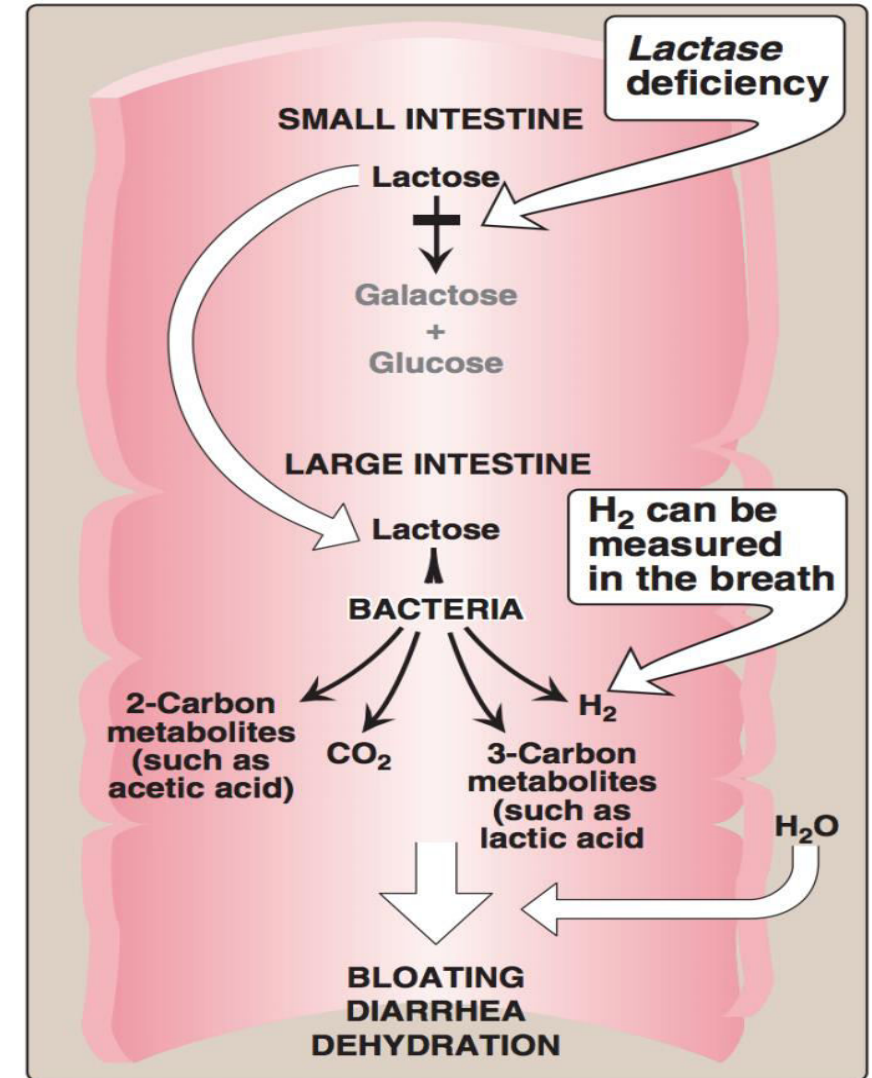 Lactase
deficiency
SMALL INTESTINE
Lactose
Galactose
+
Glucose
LARGE INTESTINE
Lactose
H₂ can be
measured
in the breath
BACTERIA
2-Carbon
metabolites
(such as
acetic acid)
CO₂
3-Carbon
metabolites
(such as
lactic acid
H₂
H₂O
BLOATING
DIARRHEA
DEHYDRATION